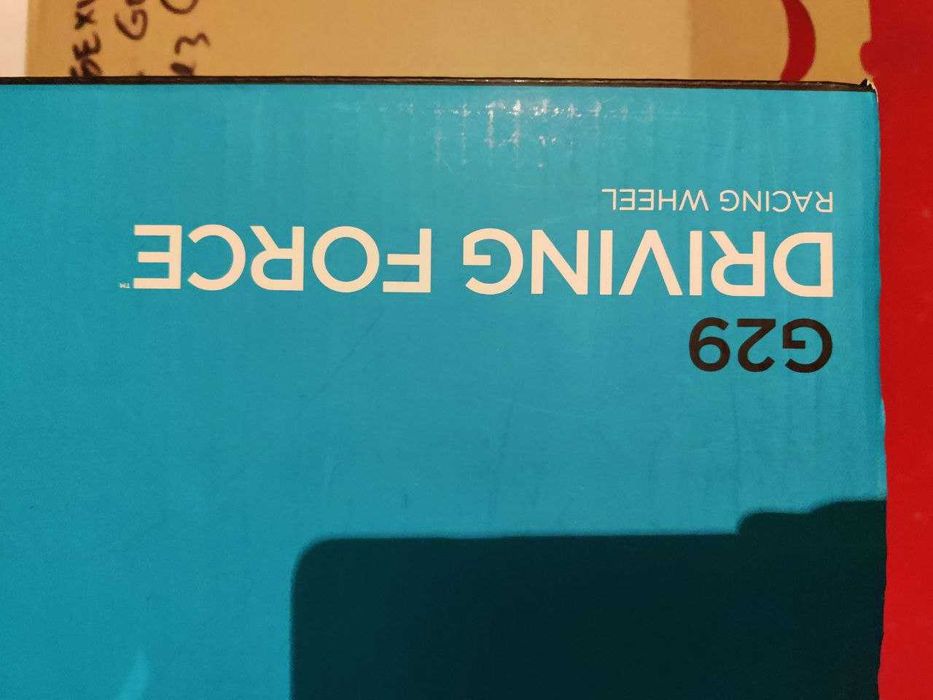 G29
DRIVING FORCE™
RACING WHEEL